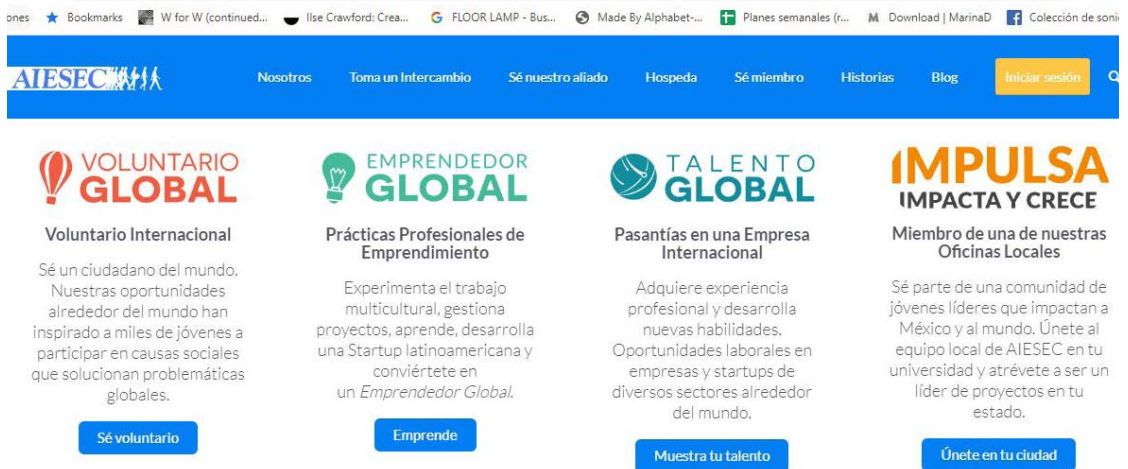 ones Bookmarks W for W (continued... Ilse Crawford: Crea... FLOOR LAMP - Bus... Made By Alphabet-... Planes semanales (r... Download | MarinaD Colección de soni
AIESEC Nosotros Toma un Intercambio Sé nuestro aliado Hospeda Sé miembro Historias Blog Iniciar sesión
VOLUNTARIO
GLOBAL
Voluntario Internacional
Sé un ciudadano del mundo.
Nuestras oportunidades
alrededor del mundo han
inspirado a miles de jóvenes a
participar en causas sociales
que solucionan problemáticas
globales.
Sé voluntario
EMPRENDEDOR
GLOBAL
Prácticas Profesionales de
Emprendimiento
Experimenta el trabajo
multicultural, gestiona
proyectos, aprende, desarrolla
una Startup latinoamericana y
conviértete en
un Emprendedor Global.
Emprende
TALENTO
GLOBAL
Pasantías en una Empresa
Internacional
Adquiere experiencia
profesional y desarrolla
nuevas habilidades.
Oportunidades laborales en
empresas y startups de
diversos sectores alrededor
del mundo.
Muestra tu talento
IMPULSA
IMPACTA Y CRECE
Miembro de una de nuestras
Oficinas Locales
Sé parte de una comunidad de
jóvenes líderes que impactan a
México y al mundo. Únete al
equipo local de AIESEC en tu
universidad y atrévete a ser un
líder de proyectos en tu
estado.
Únete en tu ciudad